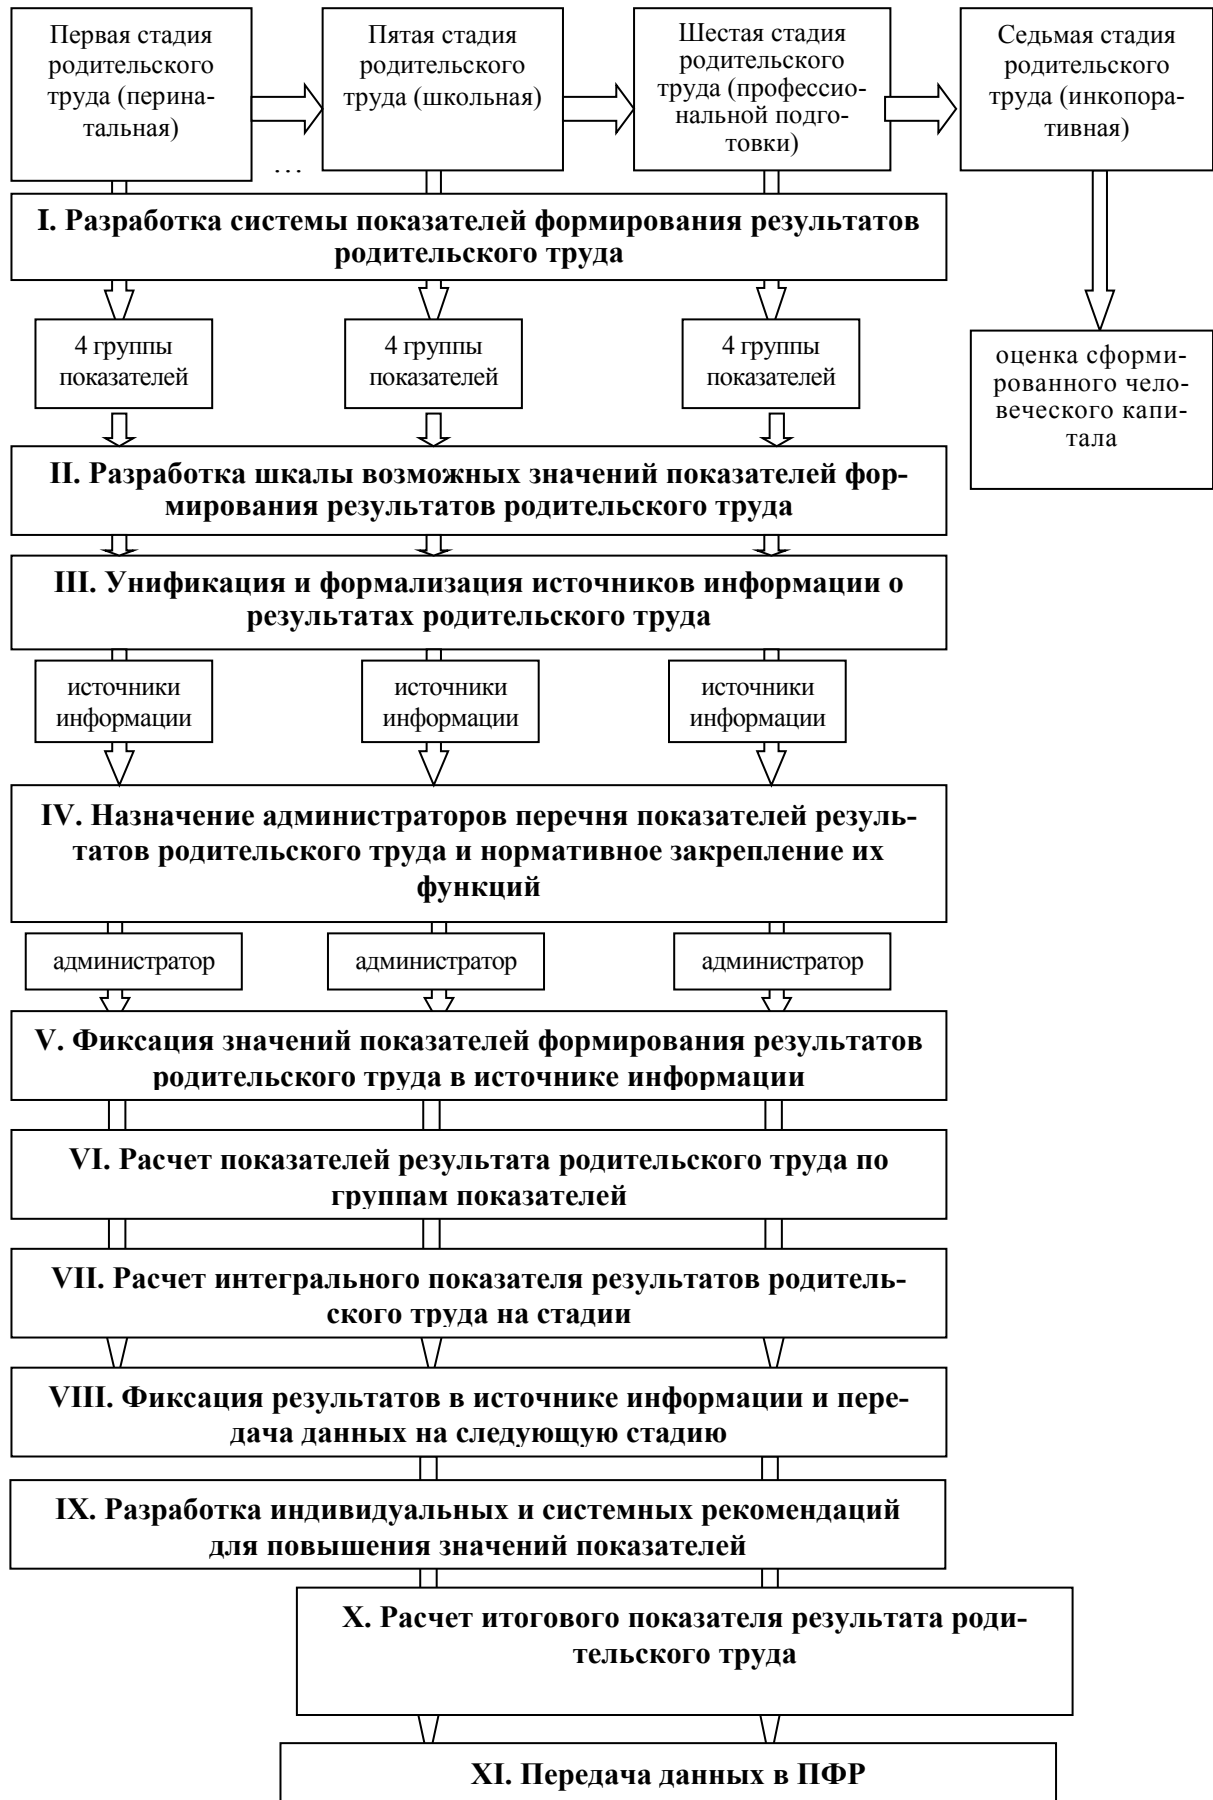 Первая стадия
родительского
труда (перина-
тальная)
Пятая стадия
родительского
труда (школьная)
Шестая стадия
родительского
труда (професси-
нальной подго-
товки)
Седьмая стадия
родительского
труда (инкопора-
тивная)
…
I. Разработка системы показателей формирования результатов
родительского труда
4 группы
показателей
4 группы
показателей
4 группы
показателей
оценка сформи-
рованного чело-
веческого капи-
тала
II. Разработка шкалы возможных значений показателей фор-
мирования результатов родительского труда
III. Унификация и формализация источников информации о
результатах родительского труда
источники
информации
источники
информации
источники
информации
IV. Назначение администраторов перечня показателей резуль-
татов родительского труда и нормативное закрепление их
функций
администратор
администратор
администратор
V. Фиксация значений показателей формирования результатов
родительского труда в источнике информации
VI. Расчет показателей результата родительского труда по
группам показателей
VII. Расчет интегрального показателя результатов родитель-
ского труда на стадии
VIII. Фиксация результатов в источнике информации и пере-
дача данных на следующую стадию
IX. Разработка индивидуальных и системных рекомендаций
для повышения значений показателей
X. Расчет итогового показателя результата роди-
тельского труда
XI. Передача данных в ПФР